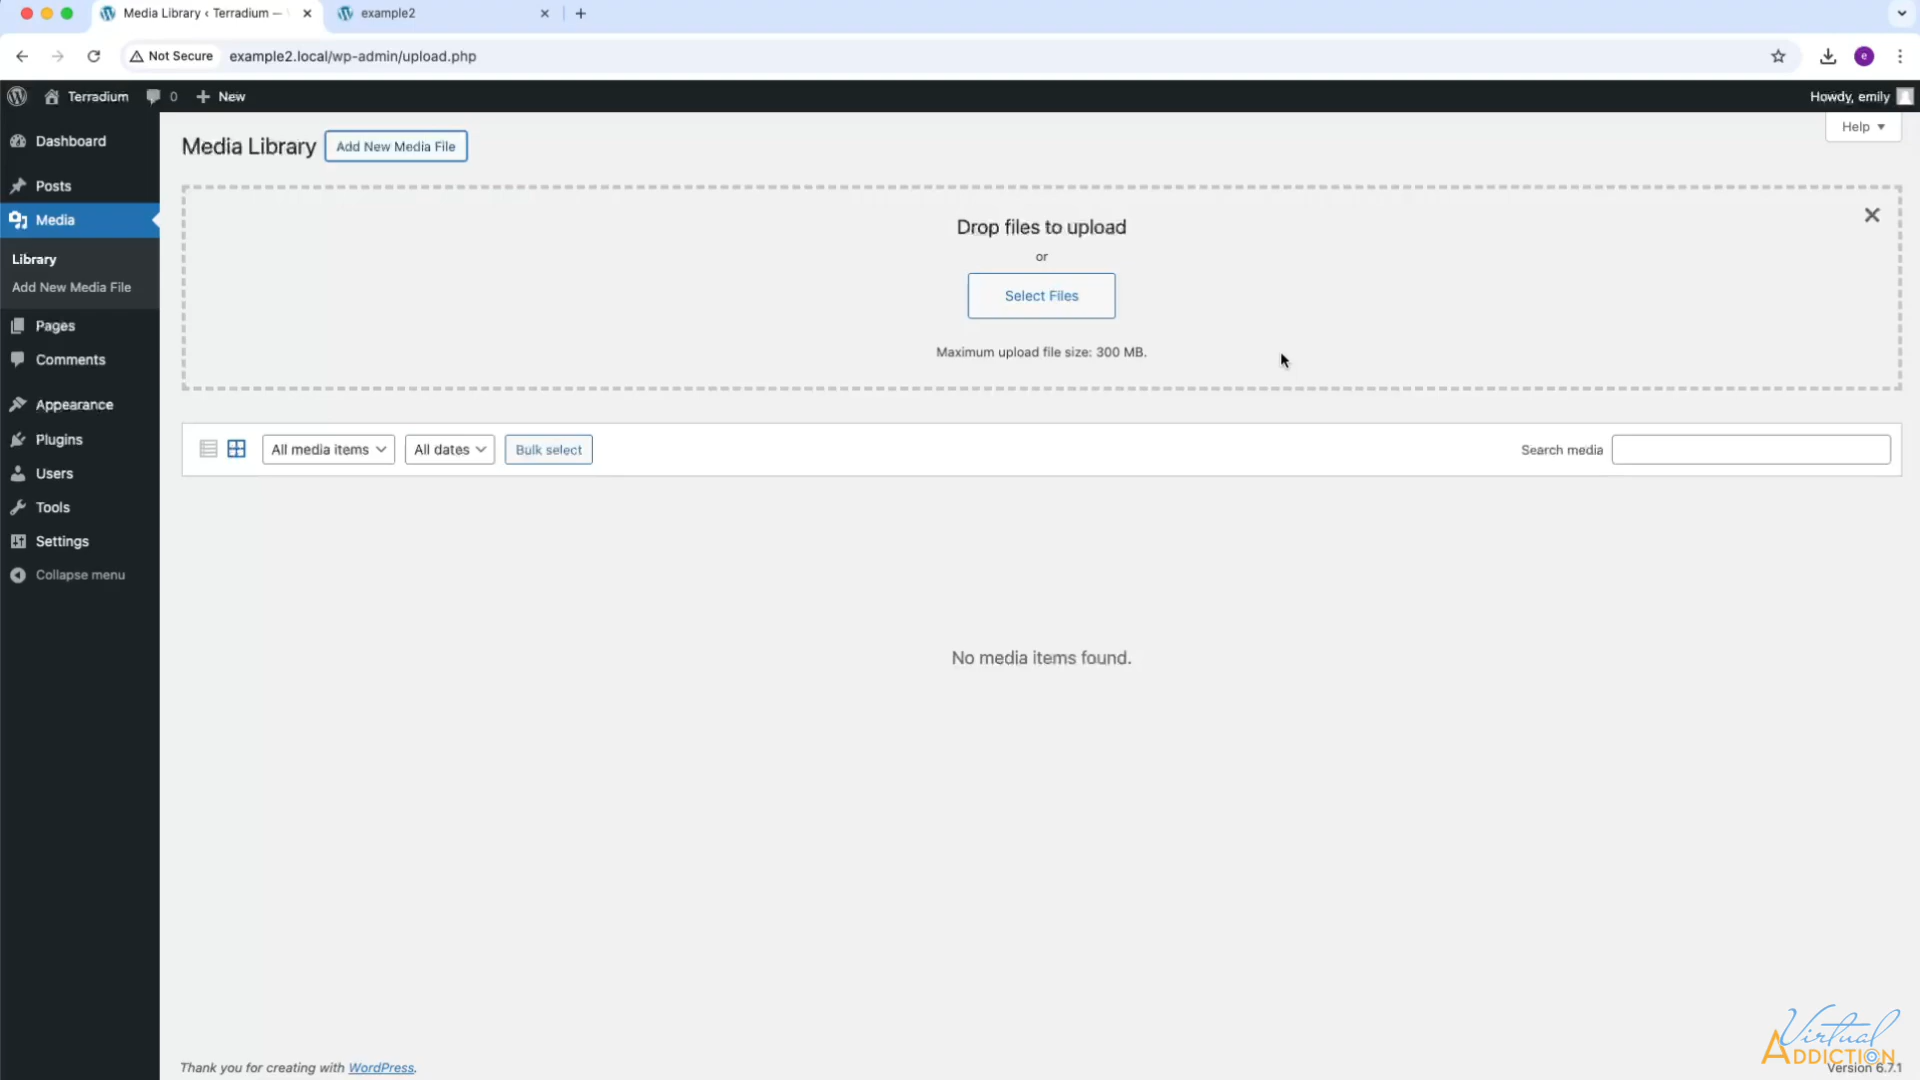 Media Library ‹ Terradium —
example2
Not Secure
example2.local/wp-admin/upload.php
e
Terradium
0
New
Howdy, emily
Dashboard
Posts
Media
Library
Add New Media File
Pages
Comments
Appearance
Plugins
Users
Tools
Settings
Collapse menu
Media Library
Add New Media File
Help
Drop files to upload
or
Select Files
Maximum upload file size: 300 MB.
All media items
All dates
Bulk select
Search media
No media items found.
Thank you for creating with WordPress.
Virtual
ADDICTION
Version 6.7.1